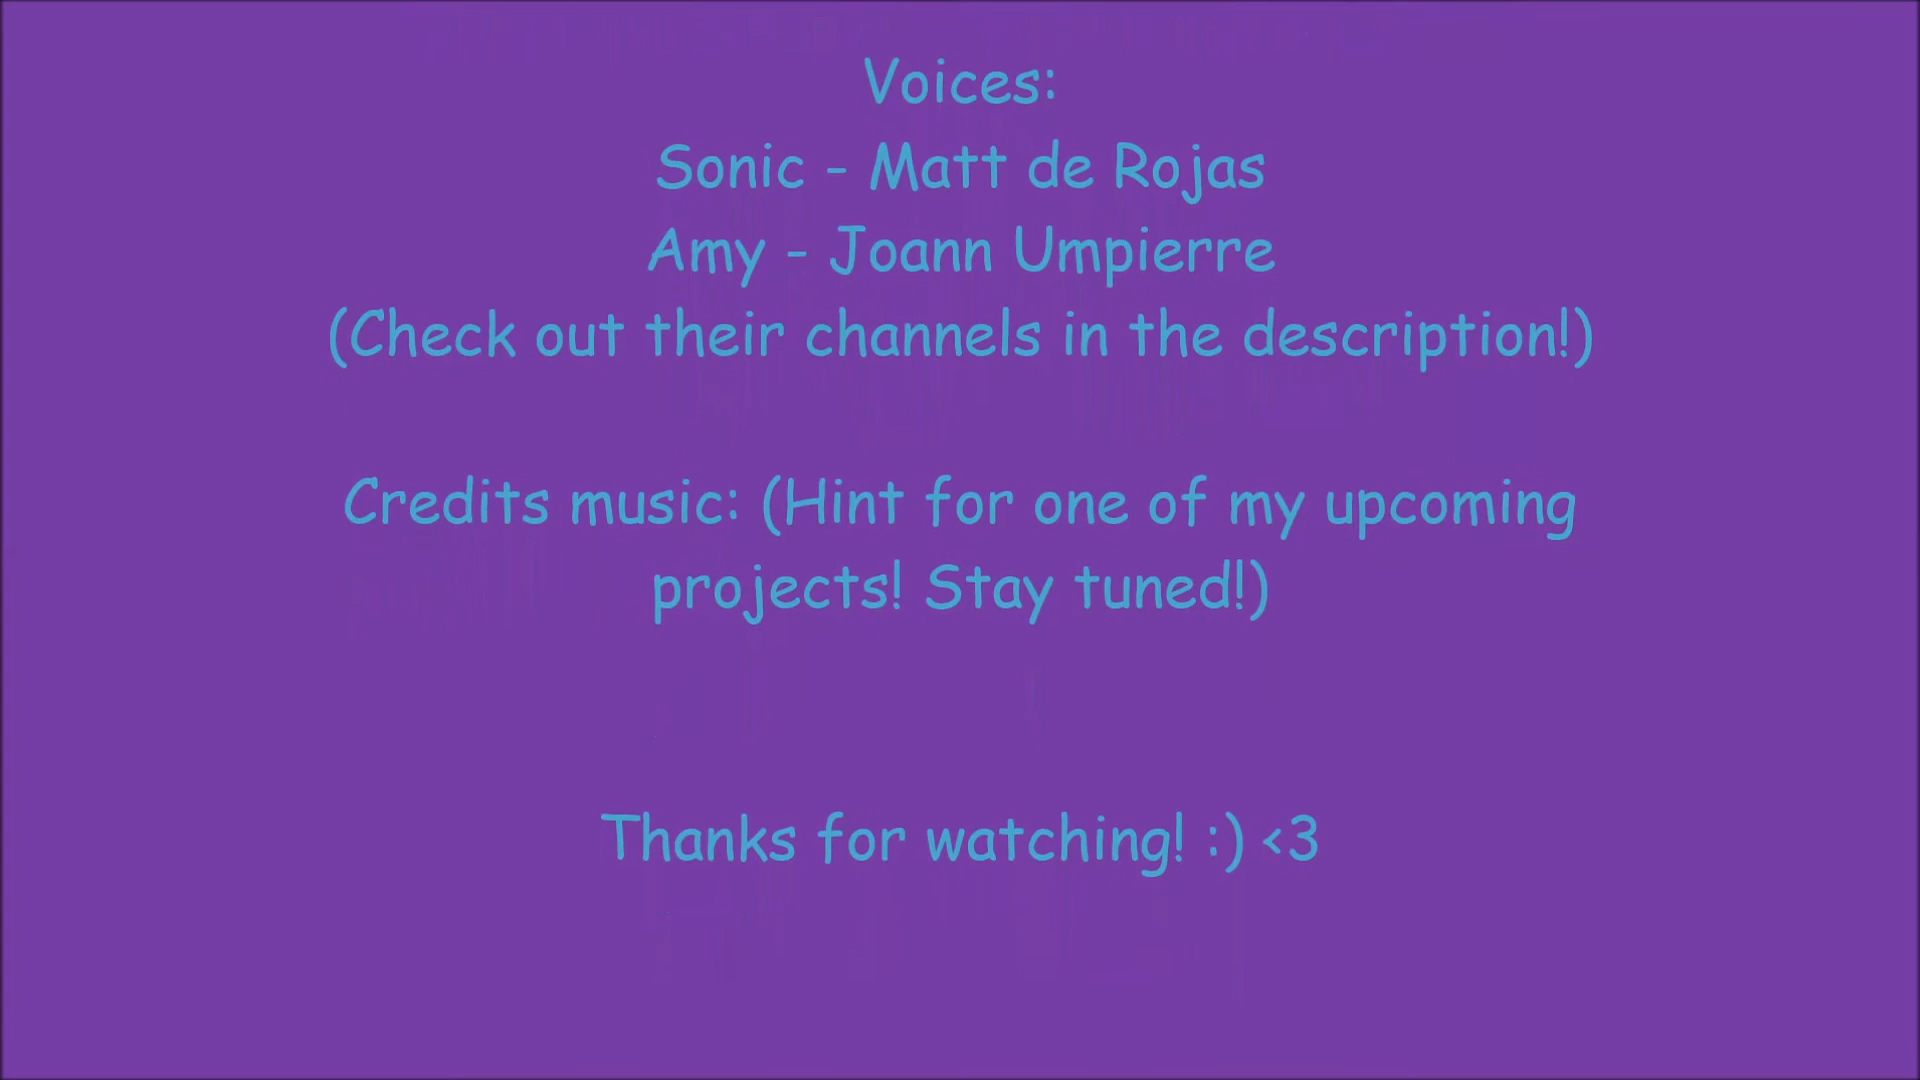 Voices:
Sonic - Matt de Rojas
Amy - Joann Umpierre
(Check out their channels in the description!)
Credits music: (Hint for one of my upcoming
projects! Stay tuned!)
Thanks for watching! :) <3